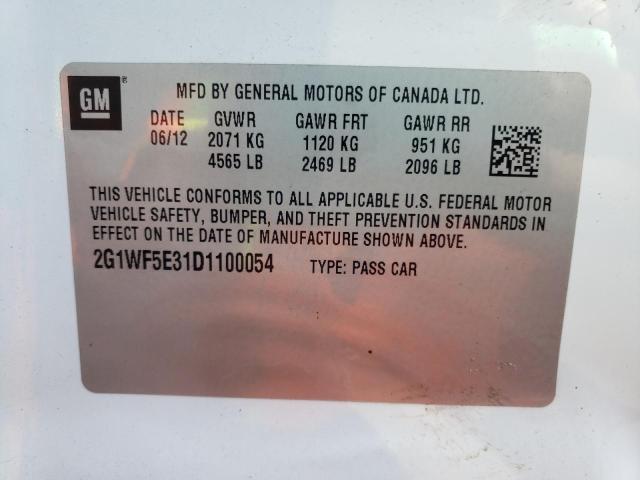 GM®
MFD BY GENERAL MOTORS OF CANADA LTD.
DATE GVWR GAWR FRT GAWR RR
06/12 2071 KG 1120 KG 951 KG
4565 LB 2469 LB 2096 LB
THIS VEHICLE CONFORMS TO ALL APPLICABLE U.S. FEDERAL MOTOR
VEHICLE SAFETY, BUMPER, AND THEFT PREVENTION STANDARDS IN
EFFECT ON THE DATE OF MANUFACTURE SHOWN ABOVE.
2G1WF5E31D1100054 TYPE: PASS CAR